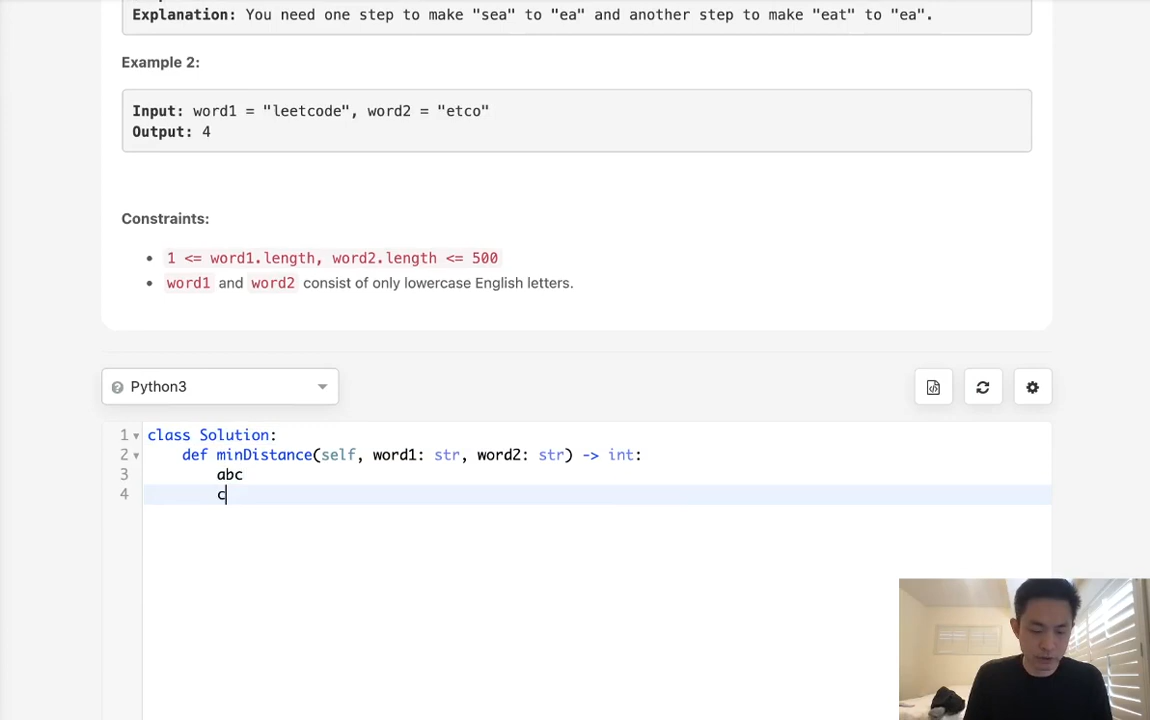 Explanation: You need one step to make "sea" to "ea" and another step to make "eat" to "ea".
Example 2:
Input: word1 = "leetcode", word2 = "etco"
Output: 4
Constraints:
• 1 <= word1.length, word2.length <= 500
• word1 and word2 consist of only lowercase English letters.
Python3
1 class Solution:
2 def minDistance(self, word1: str, word2: str) -> int:
3 abc
4 c